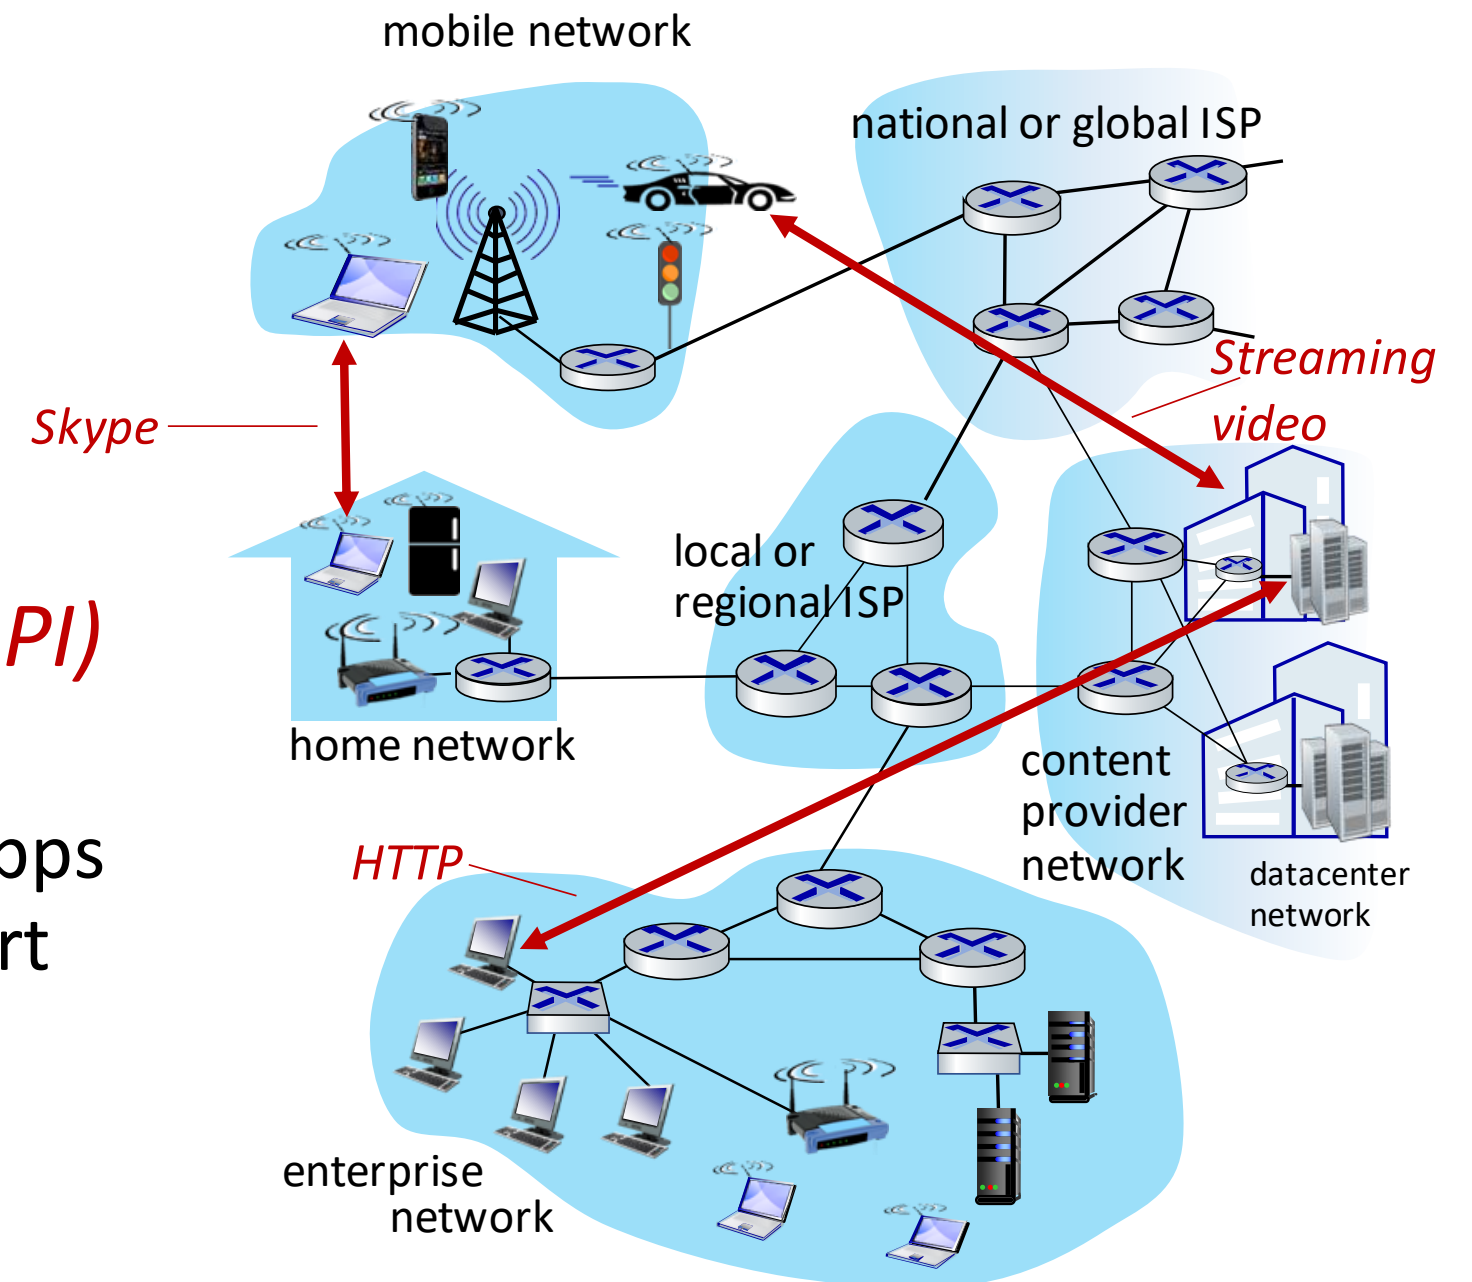 mobile network
national or global ISP
Streaming
video
Skype
local or
regional ISP
PI)
home network
content
provider
network
pps
rt
HTTP
datacenter
network
enterprise
network